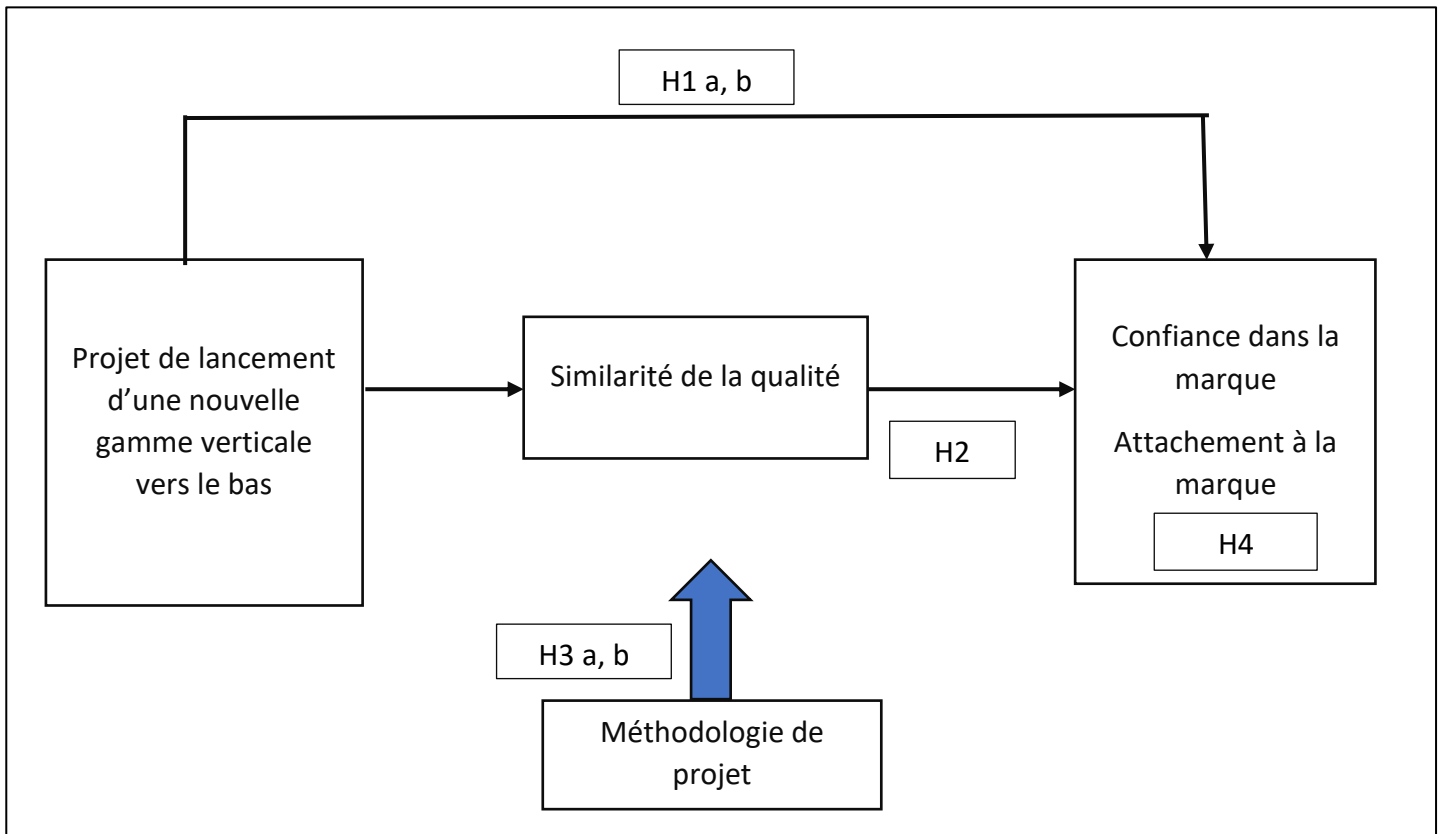 H1 a, b
Projet de lancement
d’une nouvelle
gamme verticale
vers le bas
Similarité de la qualité
H2
Confiance dans la
marque
Attachement à la
marque
H4
H3 a, b
Méthodologie de
projet